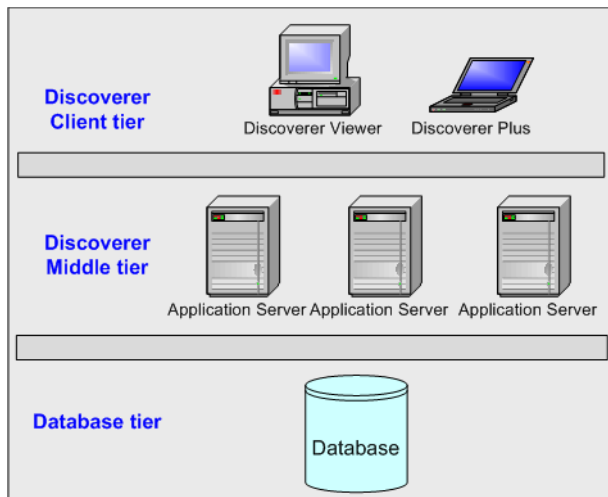 Discoverer
Client tier
Discoverer Viewer
Discoverer Plus
Discoverer
Middle tier
Application Server
Application Server
Application Server
Database tier
Database